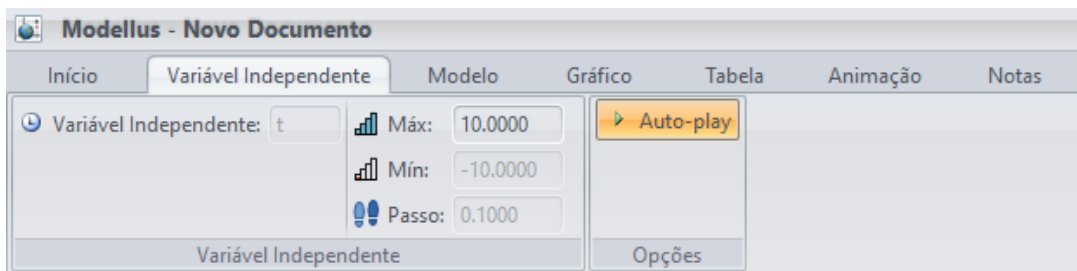 Modellus - Novo Documento
Início Variável Independente Modelo Gráfico Tabela Animação Notas
Variável Independente: t Máx: 10.0000 Auto-play
Mín: -10.0000
Passo: 0.1000
Variável Independente Opções